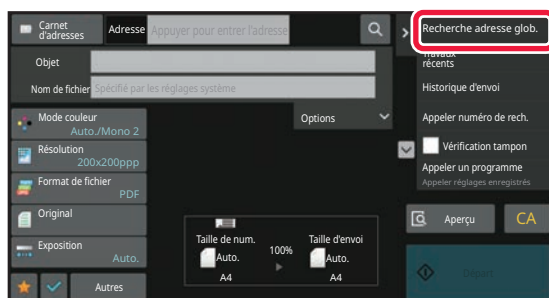 Carnet
d'adresses
Adresse
Appuyer pour entrer l'adresse
Recherche adresse glob.
Objet
Travaux
récents
Nom de fichier
Spécifié par les réglages système
Historique d'envoi
Mode couleur
Auto./Mono 2
Options
Appeler numéro de rech.
Résolution
200x200ppp
Vérification tampon
Format de fichier
PDF
Appeler un programme
Appeler réglages enregistrés
Original
Aperçu
CA
Exposition
Auto.
Taille de num.
100%
Taille d'envoi
Auto.
Auto.
A4
A4
Autres
Départ